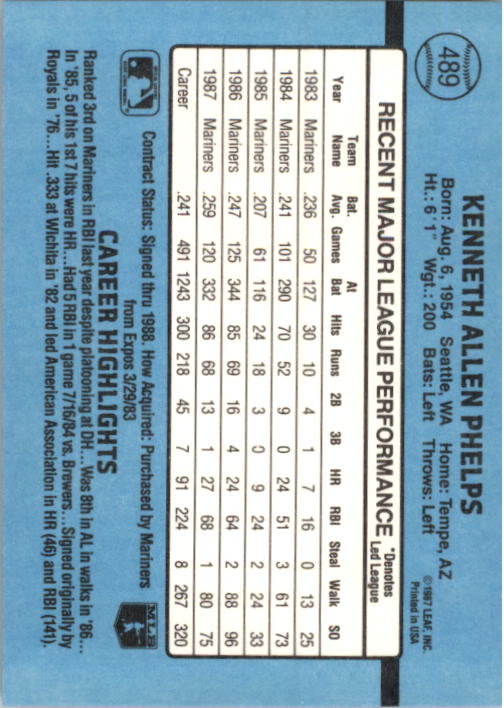 489
KENNETH ALLEN PHELPS
Born: Aug. 6, 1954 Seattle, WA Home: Tempe, AZ
Ht.: 6' 1" Wgt.: 200 Bats: Left Throws: Left
©1987 LEAF, INC.
Printed in USA
RECENT MAJOR LEAGUE PERFORMANCE *Denotes Led League
Year Team Name Bat. Avg. Games At Bat Hits Runs 2B 3B HR RBI Steal Walk SO
1983 Mariners .236 50 127 30 10 4 1 7 16 0 13 25
1984 Mariners .241 101 290 70 52 9 0 24 51 3 61 73
1985 Mariners .207 61 116 24 18 3 0 9 24 2 24 33
1986 Mariners .247 125 344 85 69 16 4 24 64 2 88 96
1987 Mariners .259 120 332 86 68 13 1 27 68 1 80 75
Career .241 491 1243 300 218 45 7 91 224 8 267 320
Contract Status: Signed thru 1988, How Acquired: Purchased by Mariners
from Expos 3/29/83
MLB
CAREER HIGHLIGHTS
Ranked 3rd on Mariners in RBI last year despite platooning at DH... Was 8th in AL in walks in '86...
In '85, 5 of his 1st 7 hits were HR... Had 5 RBI in 1 game 7/16/84 vs. Brewers... Signed originally by
Royals in '76... Hit .333 at Wichita in '82 and led American Association in HR (46) and RBI (141).